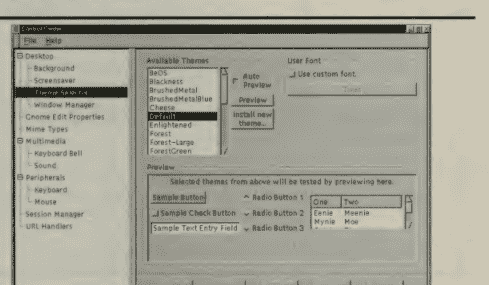 Control Center
File Help
Desktop
Background
Screensaver
Theme Selector
Window Manager
Gnome Edit Properties
Mime Types
Multimedia
Keyboard Bell
Sound
Peripherals
Keyboard
Mouse
Session Manager
URL Handlers
Available Themes
BeOS
Blackness
BrushedMetal
BrushedMetalBlue
Cheese
Default
Enlightened
Forest
Forest-Large
ForestGreen
Auto
Preview
Preview
Install new
theme...
User Font
Use custom font.
Preview
Selected themes from above will be tested by previewing here.
Sample Button
Radio Button 1
Sample Check Button
Radio Button 2
Sample Text Entry Field
Radio Button 3
One Two
Eenie Meenie
Mynie Moe